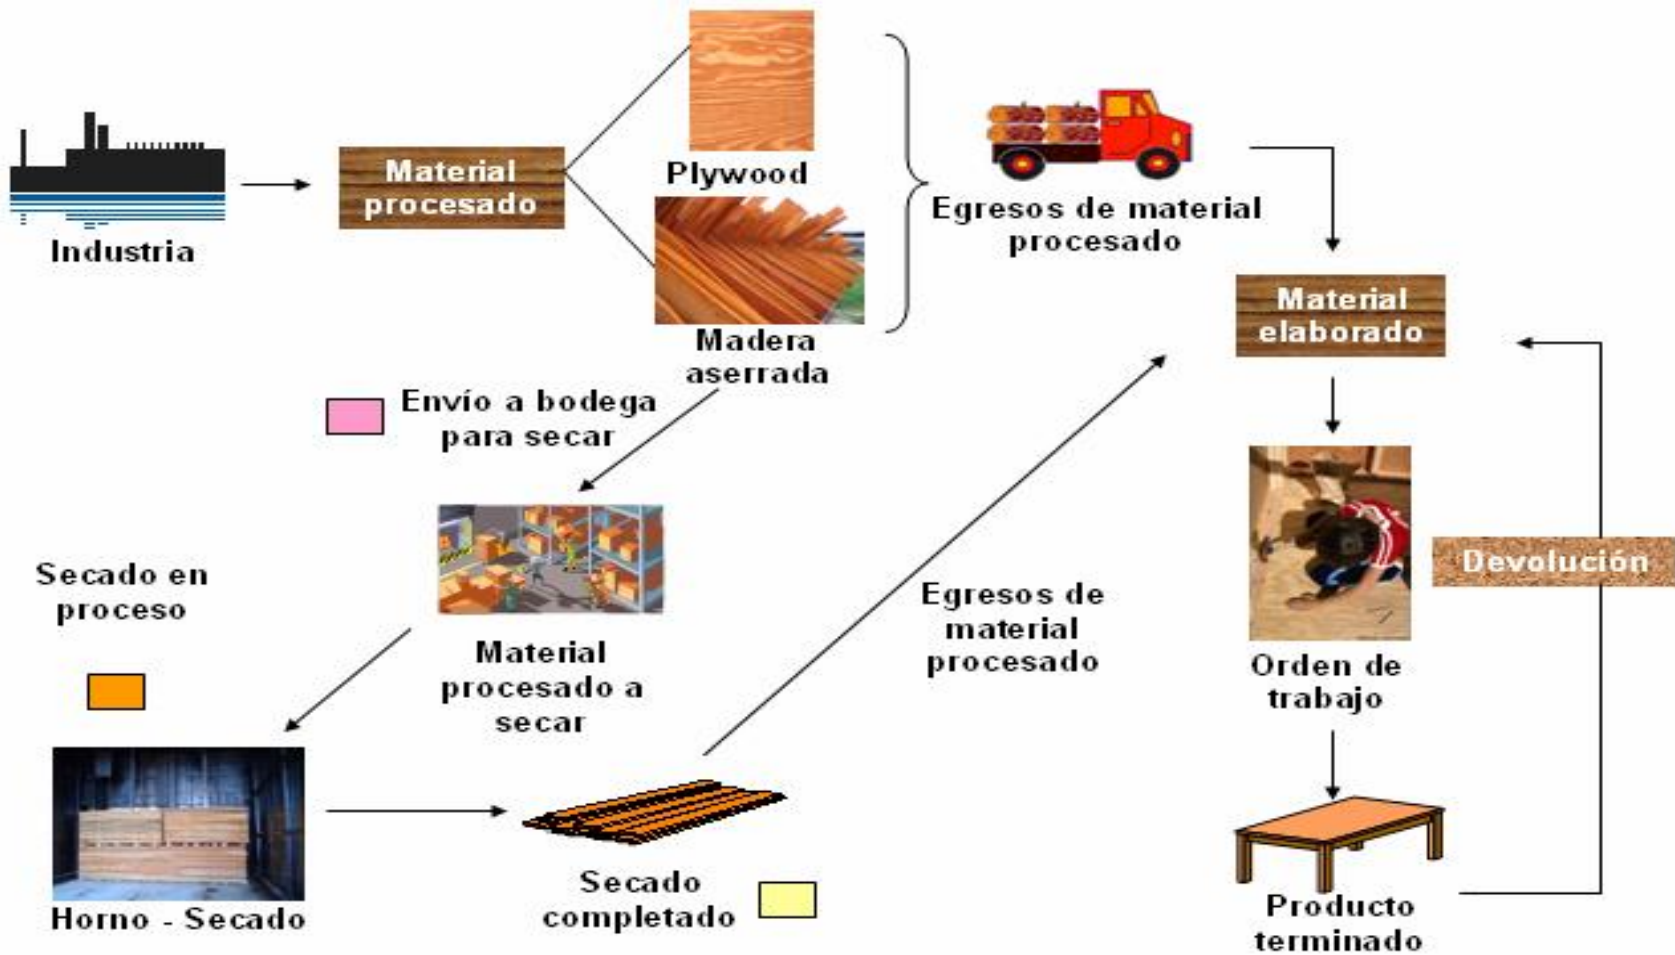 Industria
Material
procesado
Plywood
Madera
aserrada
Egresos de material
procesado
Material
elaborado
Envío a bodega
para secar
Secado en
proceso
Material
procesado a
secar
Egresos de
material
procesado
Devolución
Orden de
trabajo
Horno - Secado
Secado
completado
Producto
terminado